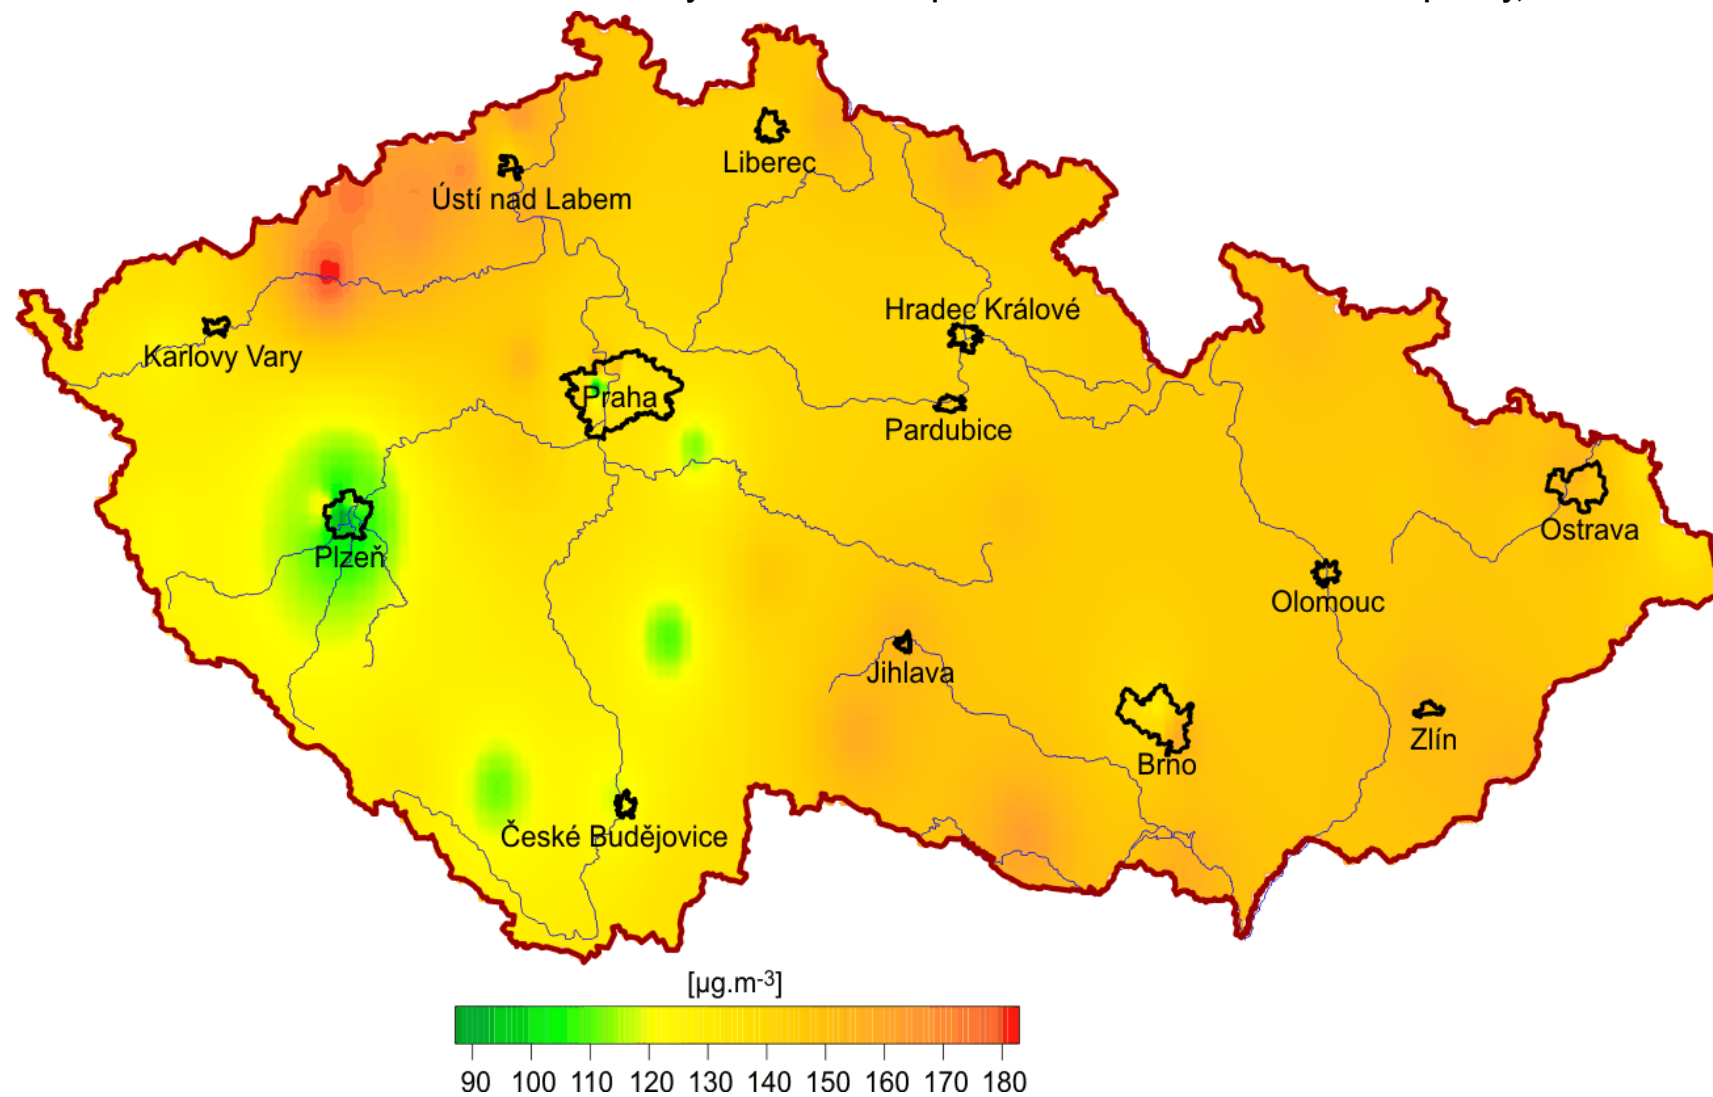 Liberec
Ústí nad Labem
Hradec Králové
Karlovy Vary
Praha
Pardubice
Ostrava
Plzeň
Olomouc
Jihlava
Zlín
Brno
České Budějovice
[µg.m-3]
90 100 110 120 130 140 150 160 170 180